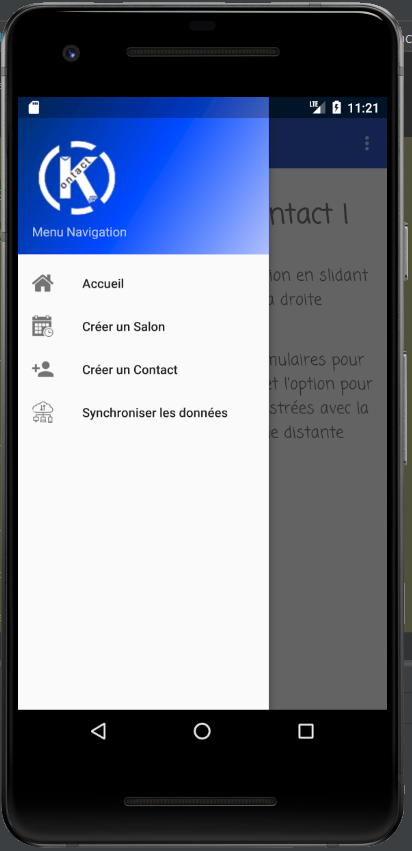 LTE 11:21
Kontact
Menu Navigation
ntact !
Accueil
ion en slidant
Créer un Salon
a droite
Créer un Contact
nulaires pour
et l'option pour
Synchroniser les données
strées avec la
e distante